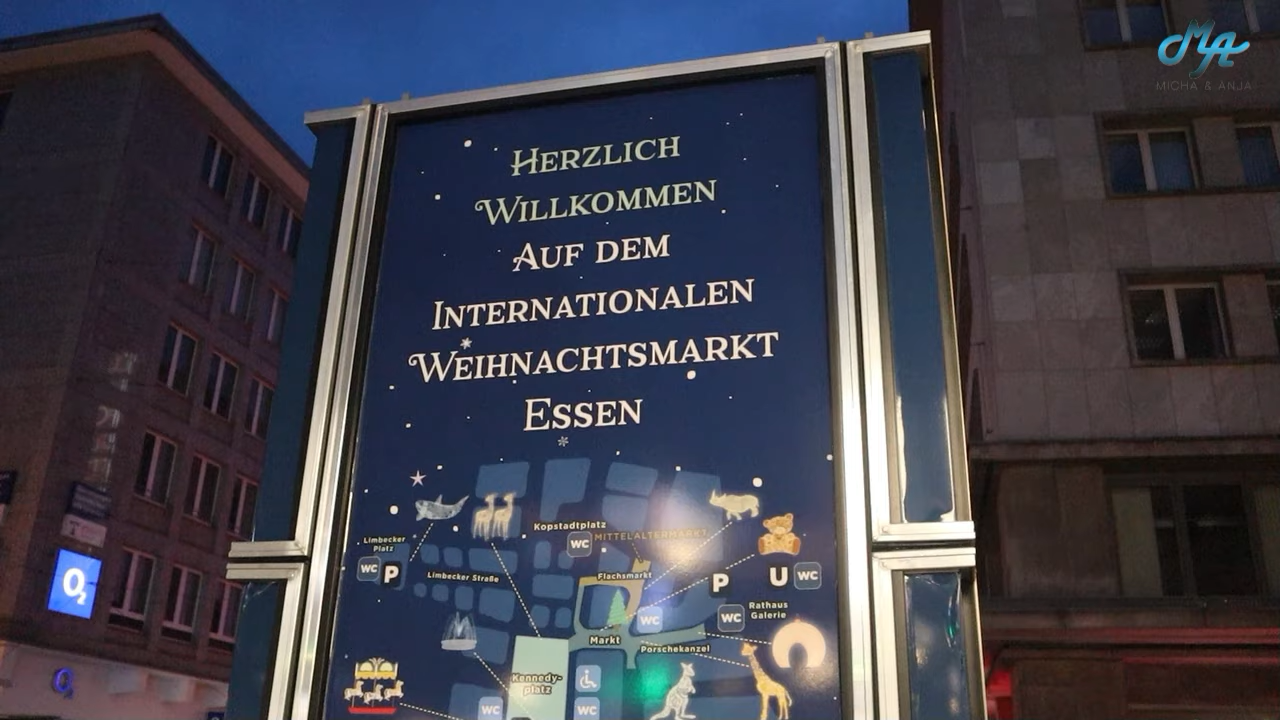 MA
MICHA & ANJA
HERZLICH
WILLKOMMEN
AUF DEM
INTERNATIONALEN
WEIHNACHTSMARKT
ESSEN
Kopstadtplatz
WC
MITTELALTERMARKT
Limbecker
Platz
WC P
Limbecker Straße
Flachsmarkt
P
U WC
WC
WC
Rathaus
Galerie
Markt
Porschekanzel
Kennedy-
platz
WC
WC
O2
O2